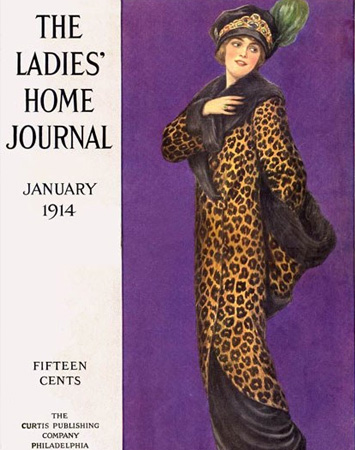 THE
LADIES'
HOME
JOURNAL
JANUARY
1914
FIFTEEN
CENTS
THE
CURTIS PUBLISHING
COMPANY
PHILADELPHIA